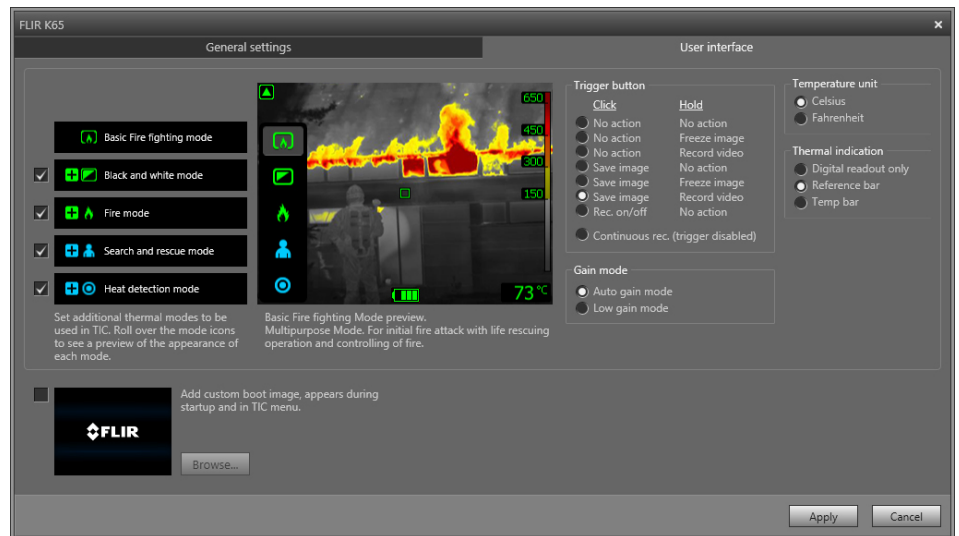 FLIR K65
General settings
User interface
Basic Fire fighting mode
Black and white mode
Fire mode
Search and rescue mode
Heat detection mode
Set additional thermal modes to be
used in TIC. Roll over the mode icons
to see a preview of the appearance of
each mode.
650
450
300
150
73 °C
Basic Fire fighting Mode preview.
Multipurpose Mode. For initial fire attack with life rescuing
operation and controlling of fire.
Trigger button
Click Hold
No action No action
No action Freeze image
No action Record video
Save image No action
Save image Freeze image
Save image Record video
Rec. on/off No action
Continuous rec. (trigger disabled)
Gain mode
Auto gain mode
Low gain mode
Temperature unit
Celsius
Fahrenheit
Thermal indication
Digital readout only
Reference bar
Temp bar
FLIR
Add custom boot image, appears during
startup and in TIC menu.
Browse...
Apply
Cancel